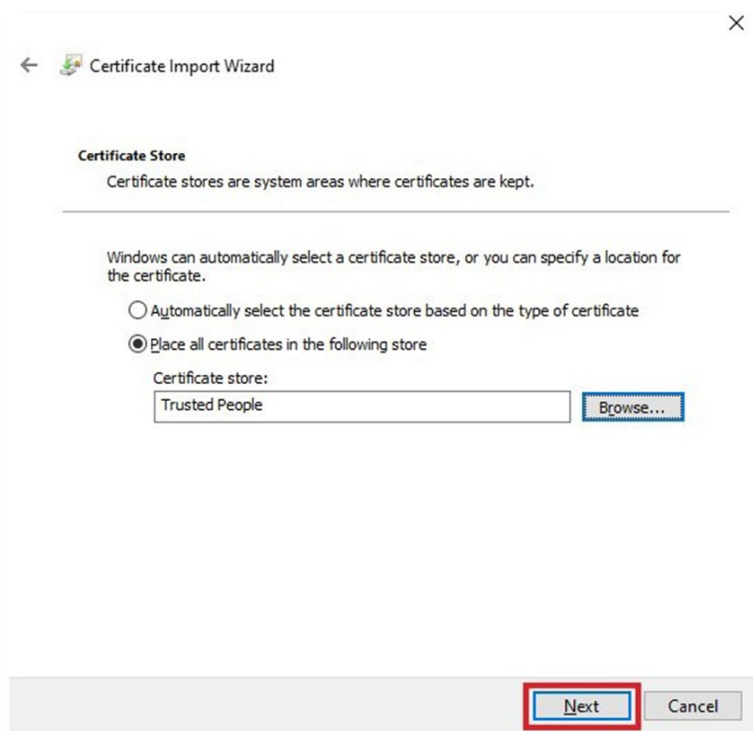 Certificate Import Wizard
Certificate Store
Certificate stores are system areas where certificates are kept.
Windows can automatically select a certificate store, or you can specify a location for
the certificate.
Automatically select the certificate store based on the type of certificate
Place all certificates in the following store
Certificate store:
Trusted People
Browse...
Next
Cancel